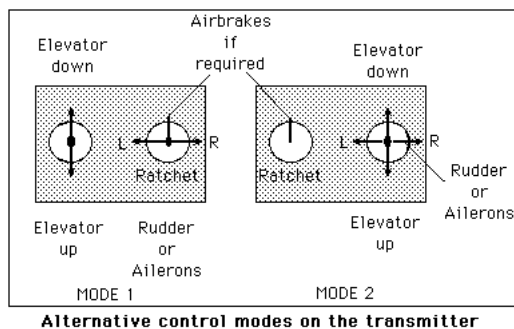 Airbrakes
if
required
Elevator
down
Elevator
down
L
R
Ratchet
L
R
Ratchet
Rudder
or
Ailerons
Elevator
up
Rudder
or
Ailerons
Elevator
up
MODE 1
MODE 2
Alternative control modes on the transmitter